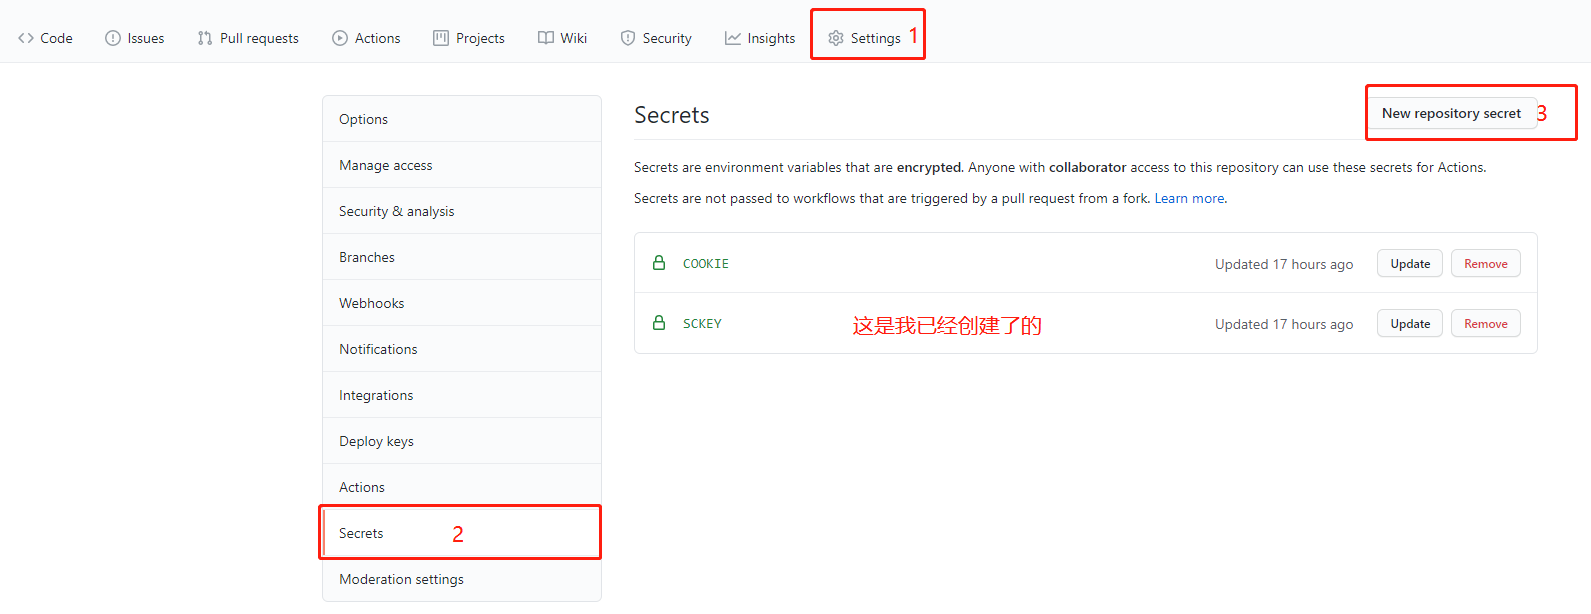 Code Issues Pull requests Actions Projects Wiki Security Insights Settings 1
Options
Manage access
Security & analysis
Branches
Webhooks
Notifications
Integrations
Deploy keys
Actions
Secrets 2
Moderation settings
Secrets
New repository secret 3
Secrets are environment variables that are encrypted. Anyone with collaborator access to this repository can use these secrets for Actions.
Secrets are not passed to workflows that are triggered by a pull request from a fork. Learn more.
COOKIE Updated 17 hours ago Update Remove
SCKEY 这是我已经创建了的 Updated 17 hours ago Update Remove